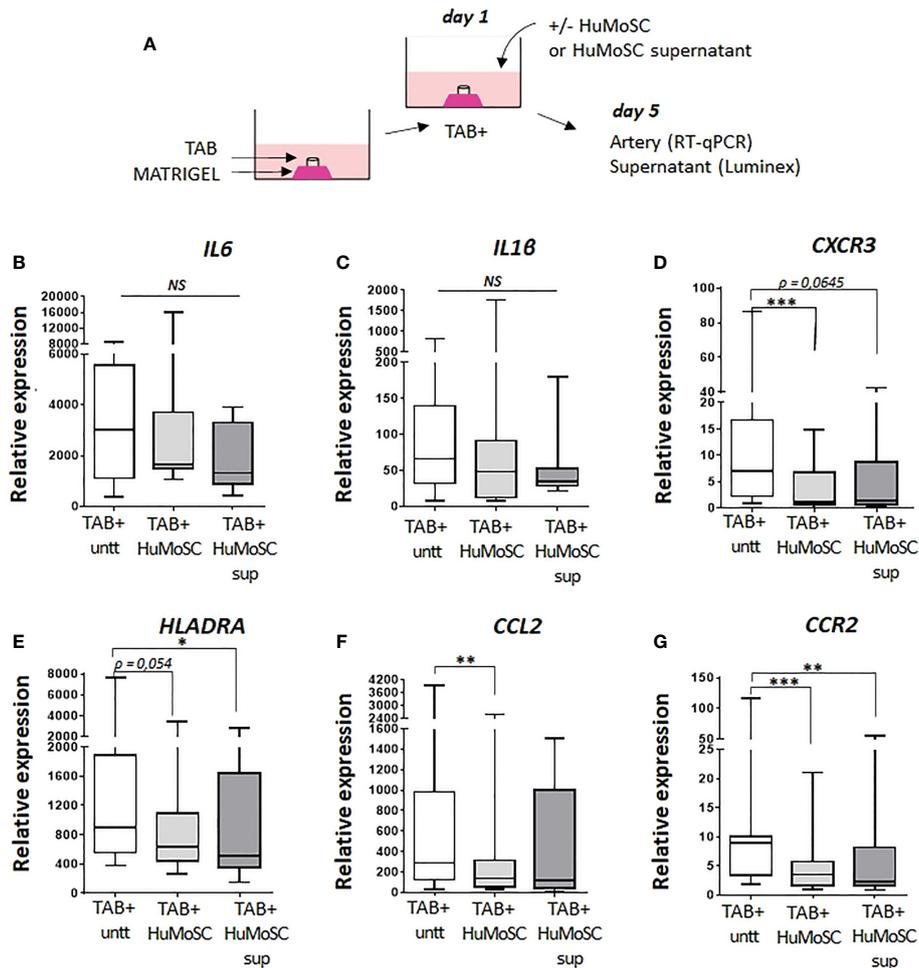 A
day 1
+/- HuMoSC
or HuMoSC supernatant
TAB
MATRIGEL
TAB+
day 5
Artery (RT-qPCR)
Supernatant (Luminex)
B
IL6
Relative expression
NS
20000
16000
12000
8000
6000
4000
2000
0
TAB+
untt
TAB+
HuMoSC
TAB+
HuMoSC
sup
C
IL1β
Relative expression
NS
2000
1500
1000
500
200
150
100
50
0
TAB+
untt
TAB+
HuMoSC
TAB+
HuMoSC
sup
D
CXCR3
Relative expression
ρ = 0,0645
***
100
80
60
40
20
15
10
5
0
TAB+
untt
TAB+
HuMoSC
TAB+
HuMoSC
sup
E
HLADRA
Relative expression
*
ρ = 0,054
8000
6000
4000
2000
2000
1600
1200
800
400
0
TAB+
untt
TAB+
HuMoSC
TAB+
HuMoSC
sup
F
CCL2
Relative expression
**
4200
3600
3000
2400
1600
1400
1200
1000
800
600
400
200
0
TAB+
untt
TAB+
HuMoSC
TAB+
HuMoSC
sup
G
CCR2
Relative expression
**
***
150
100
50
25
20
15
10
5
0
TAB+
untt
TAB+
HuMoSC
TAB+
HuMoSC
sup